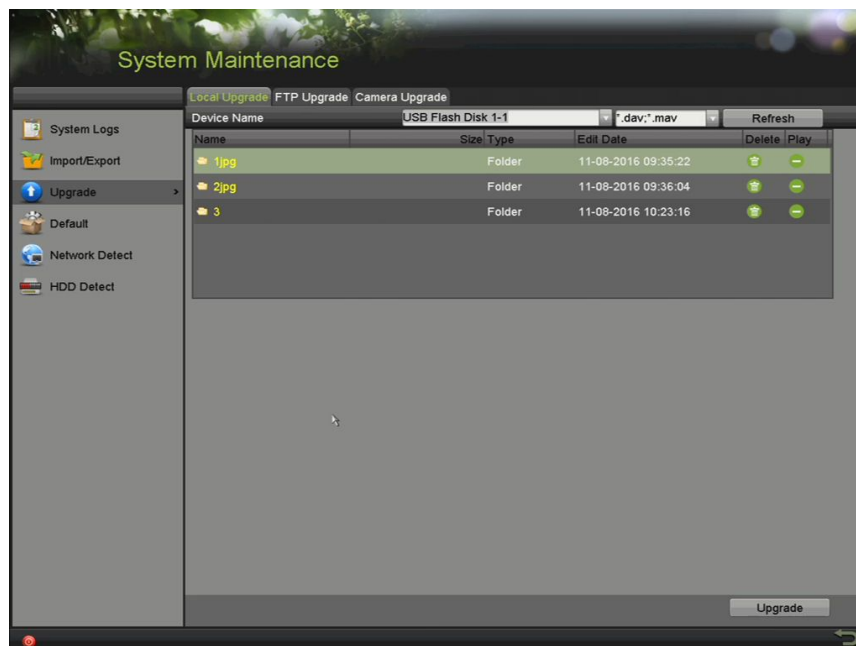 System Maintenance
Local Upgrade FTP Upgrade Camera Upgrade
System Logs
Import/Export
Upgrade >
Default
Network Detect
HDD Detect
Device Name USB Flash Disk 1-1 *.dav;*.mav Refresh
Name Size Type Edit Date Delete Play
1jpg Folder 11-08-2016 09:35:22
2jpg Folder 11-08-2016 09:36:04
3 Folder 11-08-2016 10:23:16
Upgrade